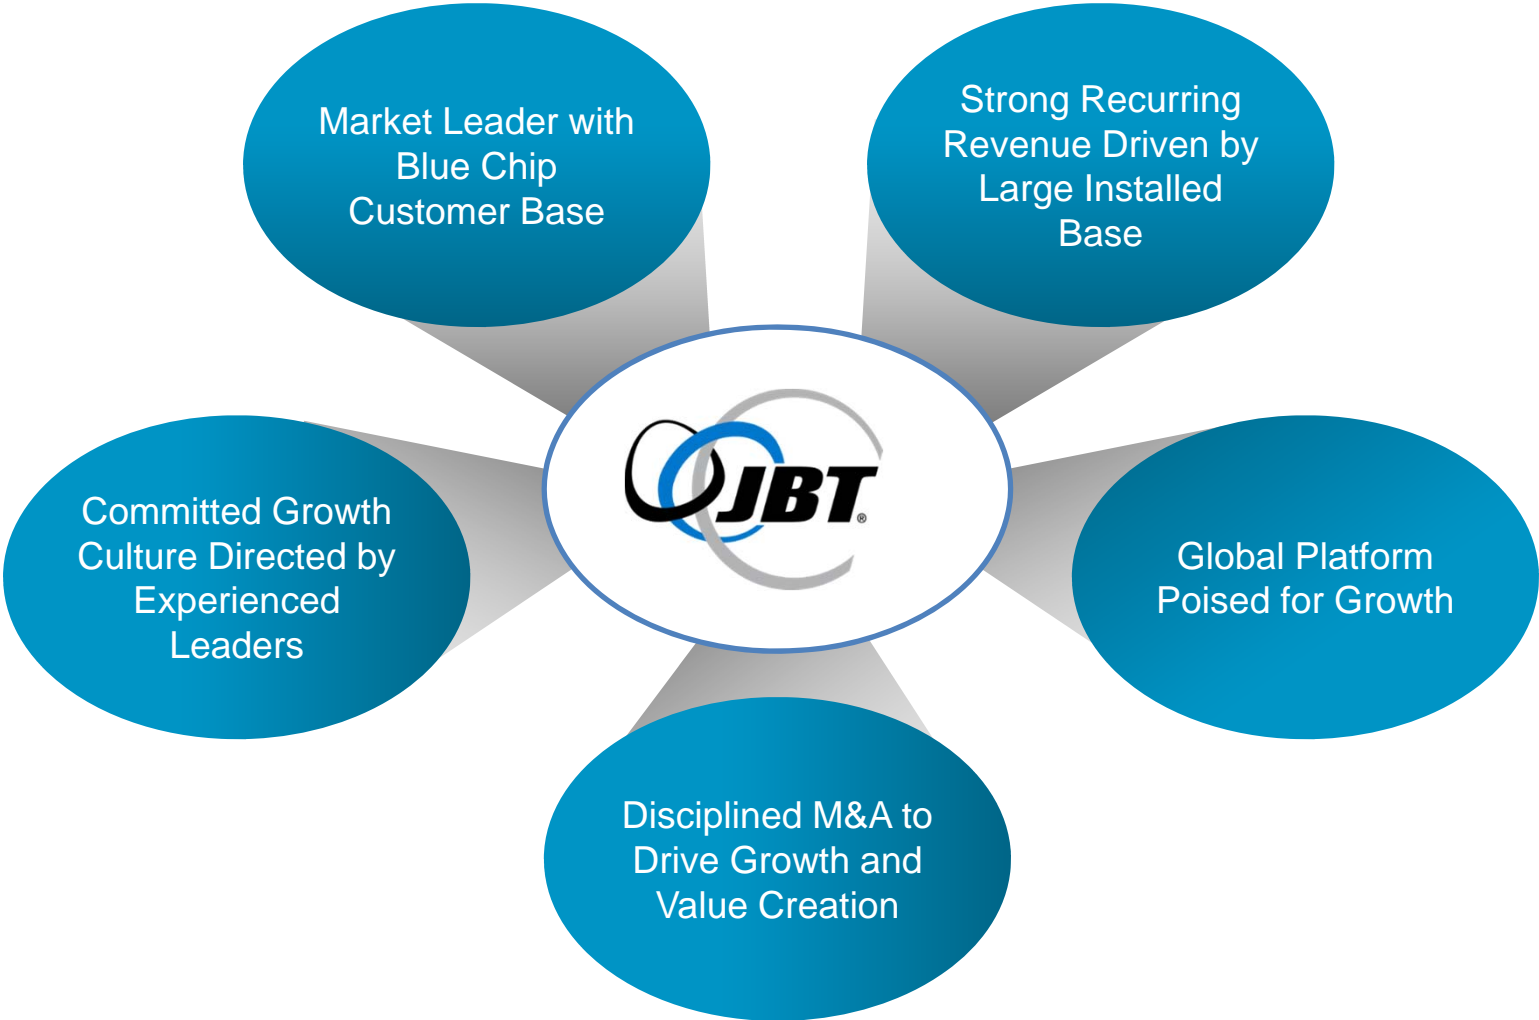 Market Leader with
Blue Chip
Customer Base
Strong Recurring
Revenue Driven by
Large Installed
Base
Committed Growth
Culture Directed by
Experienced
Leaders
JBT®
Global Platform
Poised for Growth
Disciplined M&A to
Drive Growth and
Value Creation